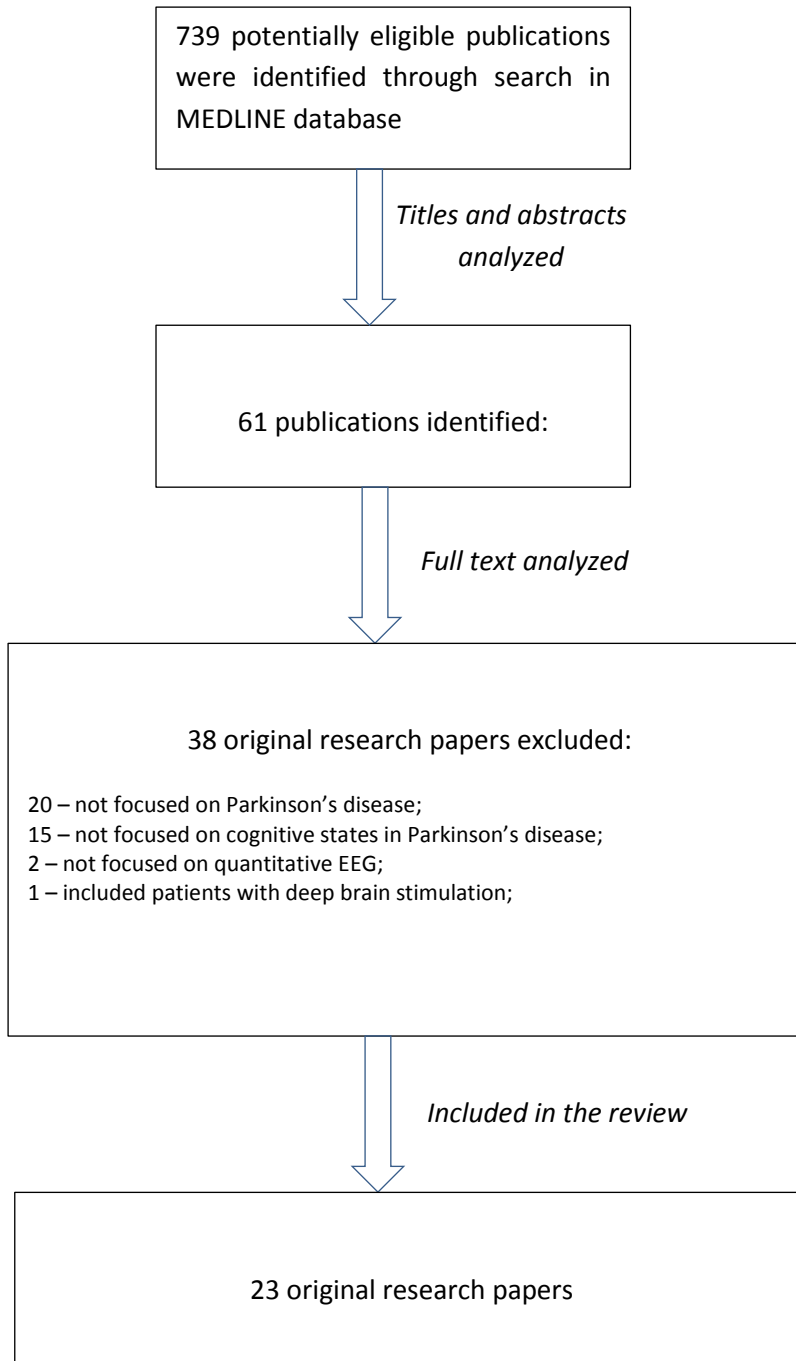 739 potentially eligible publications
were identified through search in
MEDLINE database
Titles and abstracts
analyzed
61 publications identified:
Full text analyzed
38 original research papers excluded:
20 – not focused on Parkinson’s disease;
15 – not focused on cognitive states in Parkinson’s disease;
2 – not focused on quantitative EEG;
1 – included patients with deep brain stimulation;
Included in the review
23 original research papers